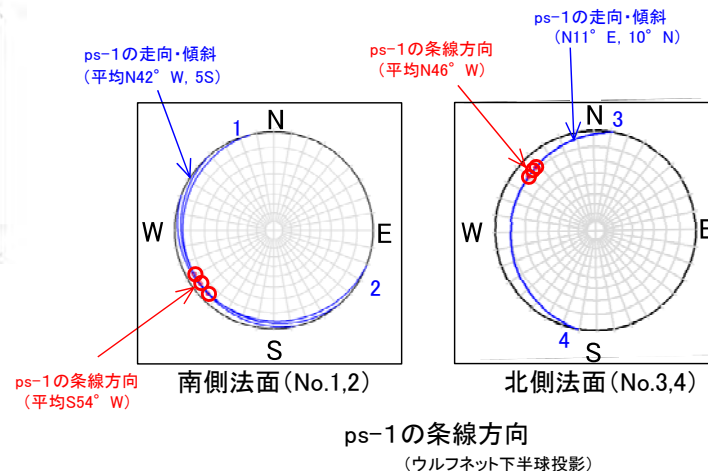 ps-1の走向・傾斜
（N11°E, 10°N）
ps-1の条線方向
（平均N46°W）
ps-1の走向・傾斜
（平均N42°W, 5S）
1
N
W
E
2
S
3
N
W
E
4
S
ps-1の条線方向
（平均S54°W）
南側法面（No.1,2）
北側法面（No.3,4）
ps-1の条線方向
（ウルフネット下半球投影）